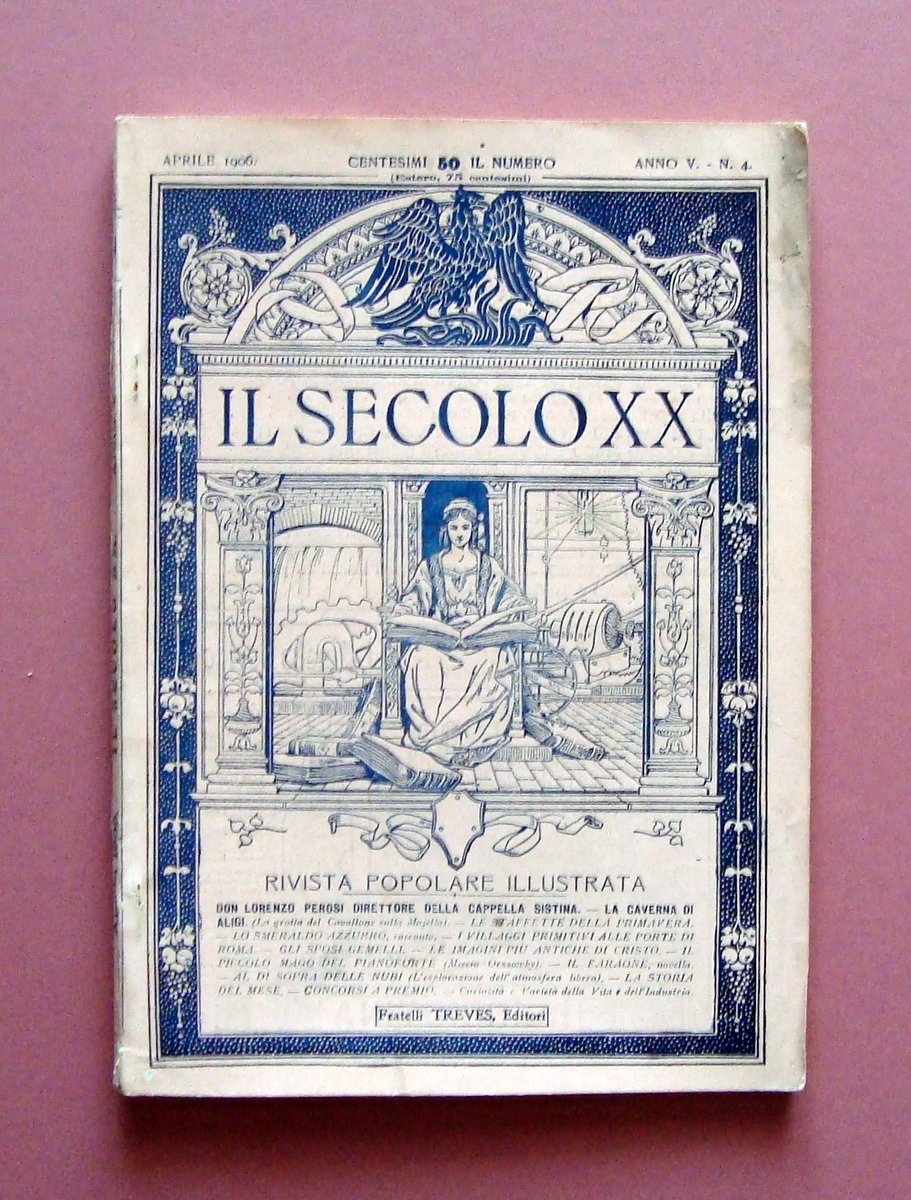 APRILE 1906.
CENTESIMI 50 IL NUMERO
(Estero, 75 centesimi)
ANNO V. - N. 4.
IL SECOLO XX
RIVISTA POPOLARE ILLUSTRATA
DON LORENZO PEROSI DIRETTORE DELLA CAPPELLA SISTINA. — LA CAVERNA DI
ALIGI. (La grotta del Cavallone sulla Majella). — LE STAFFETTE DELLA PRIMAVERA.
— LO SMERALDO AZZURRO, racconto. — I VILLAGGI PRIMITIVI ALLE PORTE DI
ROMA. — GLI SPOSI GEMELLI. — LE IMAGINI PIÙ ANTICHE DI CRISTO. — IL
PICCOLO MAGO DEL PIANOFORTE (Miecio Orszowky). — IL FARAONE, novella.
— AL DI SOPRA DELLE NUBI (L'esplorazione dell'atmosfera libera). — LA STORIA
DEL MESE. — CONCORSI A PREMIO. — Curiosità e Varietà della Vita e dell'Industria.
Fratelli TREVES, Editori